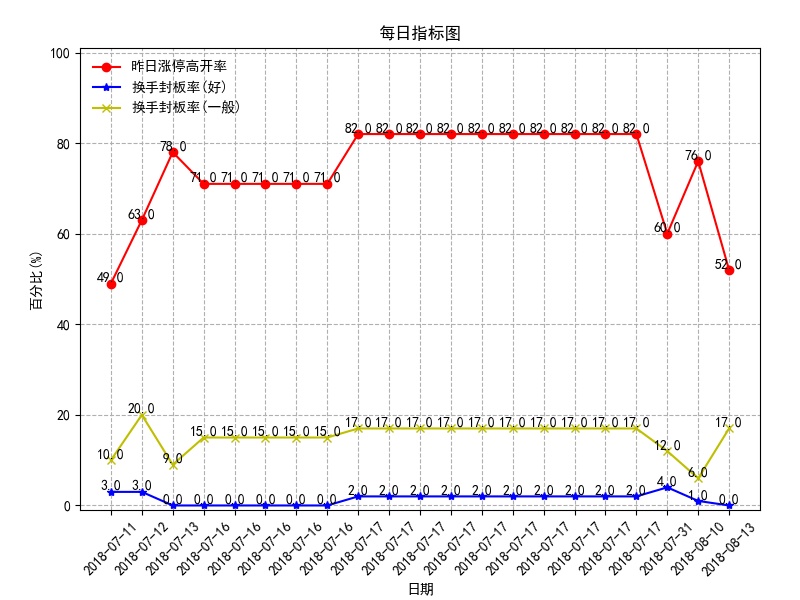 每日指标图
昨日涨停高开率
换手封板率(好)
换手封板率(一般)
百分比(%)
100
80
60
40
20
0
49.0 63.0 78.0 71.0 71.0 71.0 71.0 71.0 82.0 82.0 82.0 82.0 82.0 82.0 82.0 82.0 82.0 82.0 60.0 76.0 52.0
10.0 20.0 9.0 15.0 15.0 15.0 15.0 15.0 17.0 17.0 17.0 17.0 17.0 17.0 17.0 17.0 17.0 17.0 12.0 6.0 17.0
3.0 3.0 0.0 0.0 0.0 0.0 0.0 0.0 2.0 2.0 2.0 2.0 2.0 2.0 2.0 2.0 2.0 2.0 4.0 1.0 0.0
2018-07-11 2018-07-12 2018-07-13 2018-07-16 2018-07-16 2018-07-16 2018-07-16 2018-07-16 2018-07-17 2018-07-17 2018-07-17 2018-07-17 2018-07-17 2018-07-17 2018-07-17 2018-07-17 2018-07-17 2018-07-17 2018-07-31 2018-08-10 2018-08-13
日期